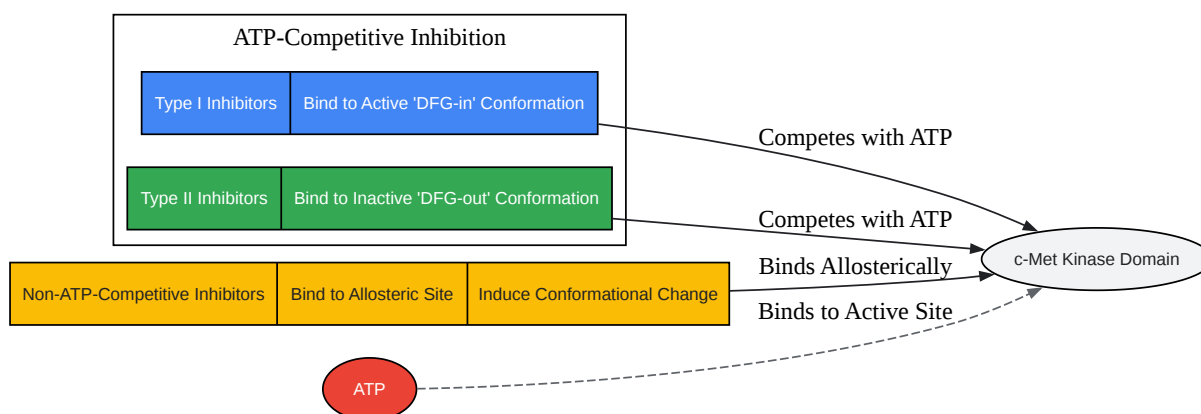 ATP-Competitive Inhibition
Type I Inhibitors
Bind to Active 'DFG-in' Conformation
Competes with ATP
Type II Inhibitors
Bind to Inactive 'DFG-out' Conformation
Competes with ATP
c-Met Kinase Domain
Non-ATP-Competitive Inhibitors
Bind to Allosteric Site
Induce Conformational Change
Binds Allosterically
Binds to Active Site
ATP